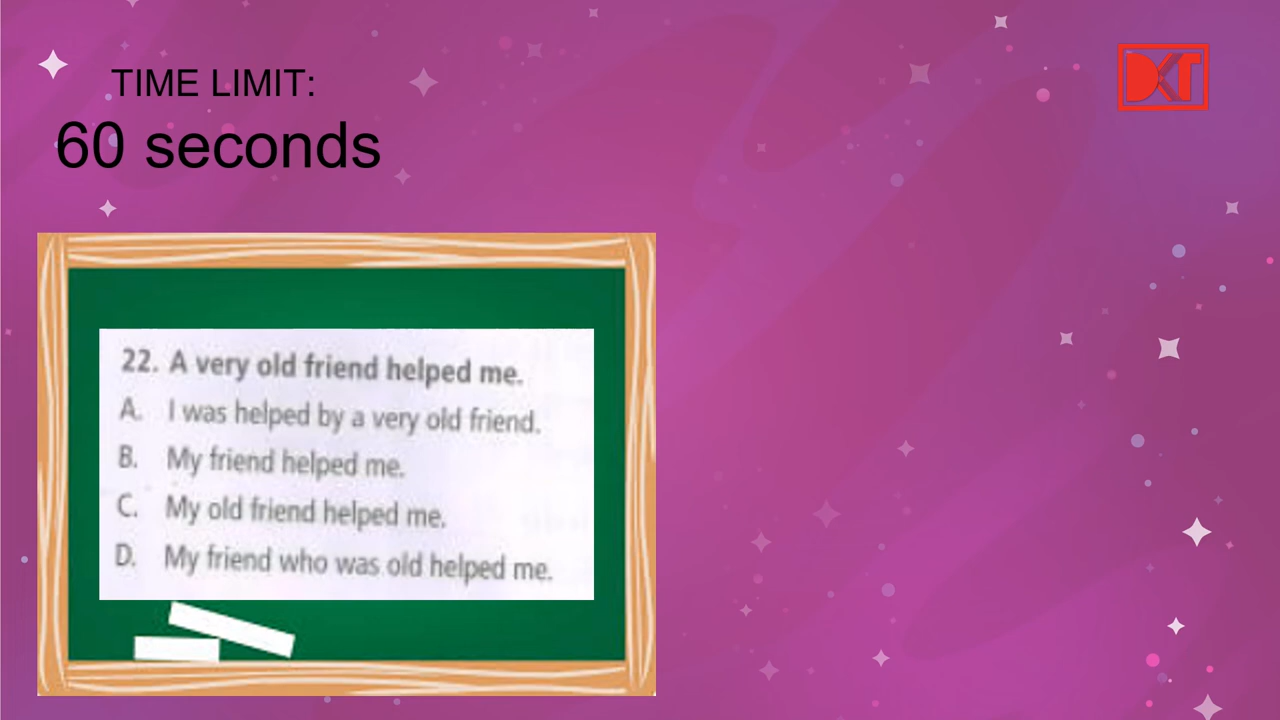 TIME LIMIT:
60 seconds
DKT
22. A very old friend helped me.
A. I was helped by a very old friend.
B. My friend helped me.
C. My old friend helped me.
D. My friend who was old helped me.